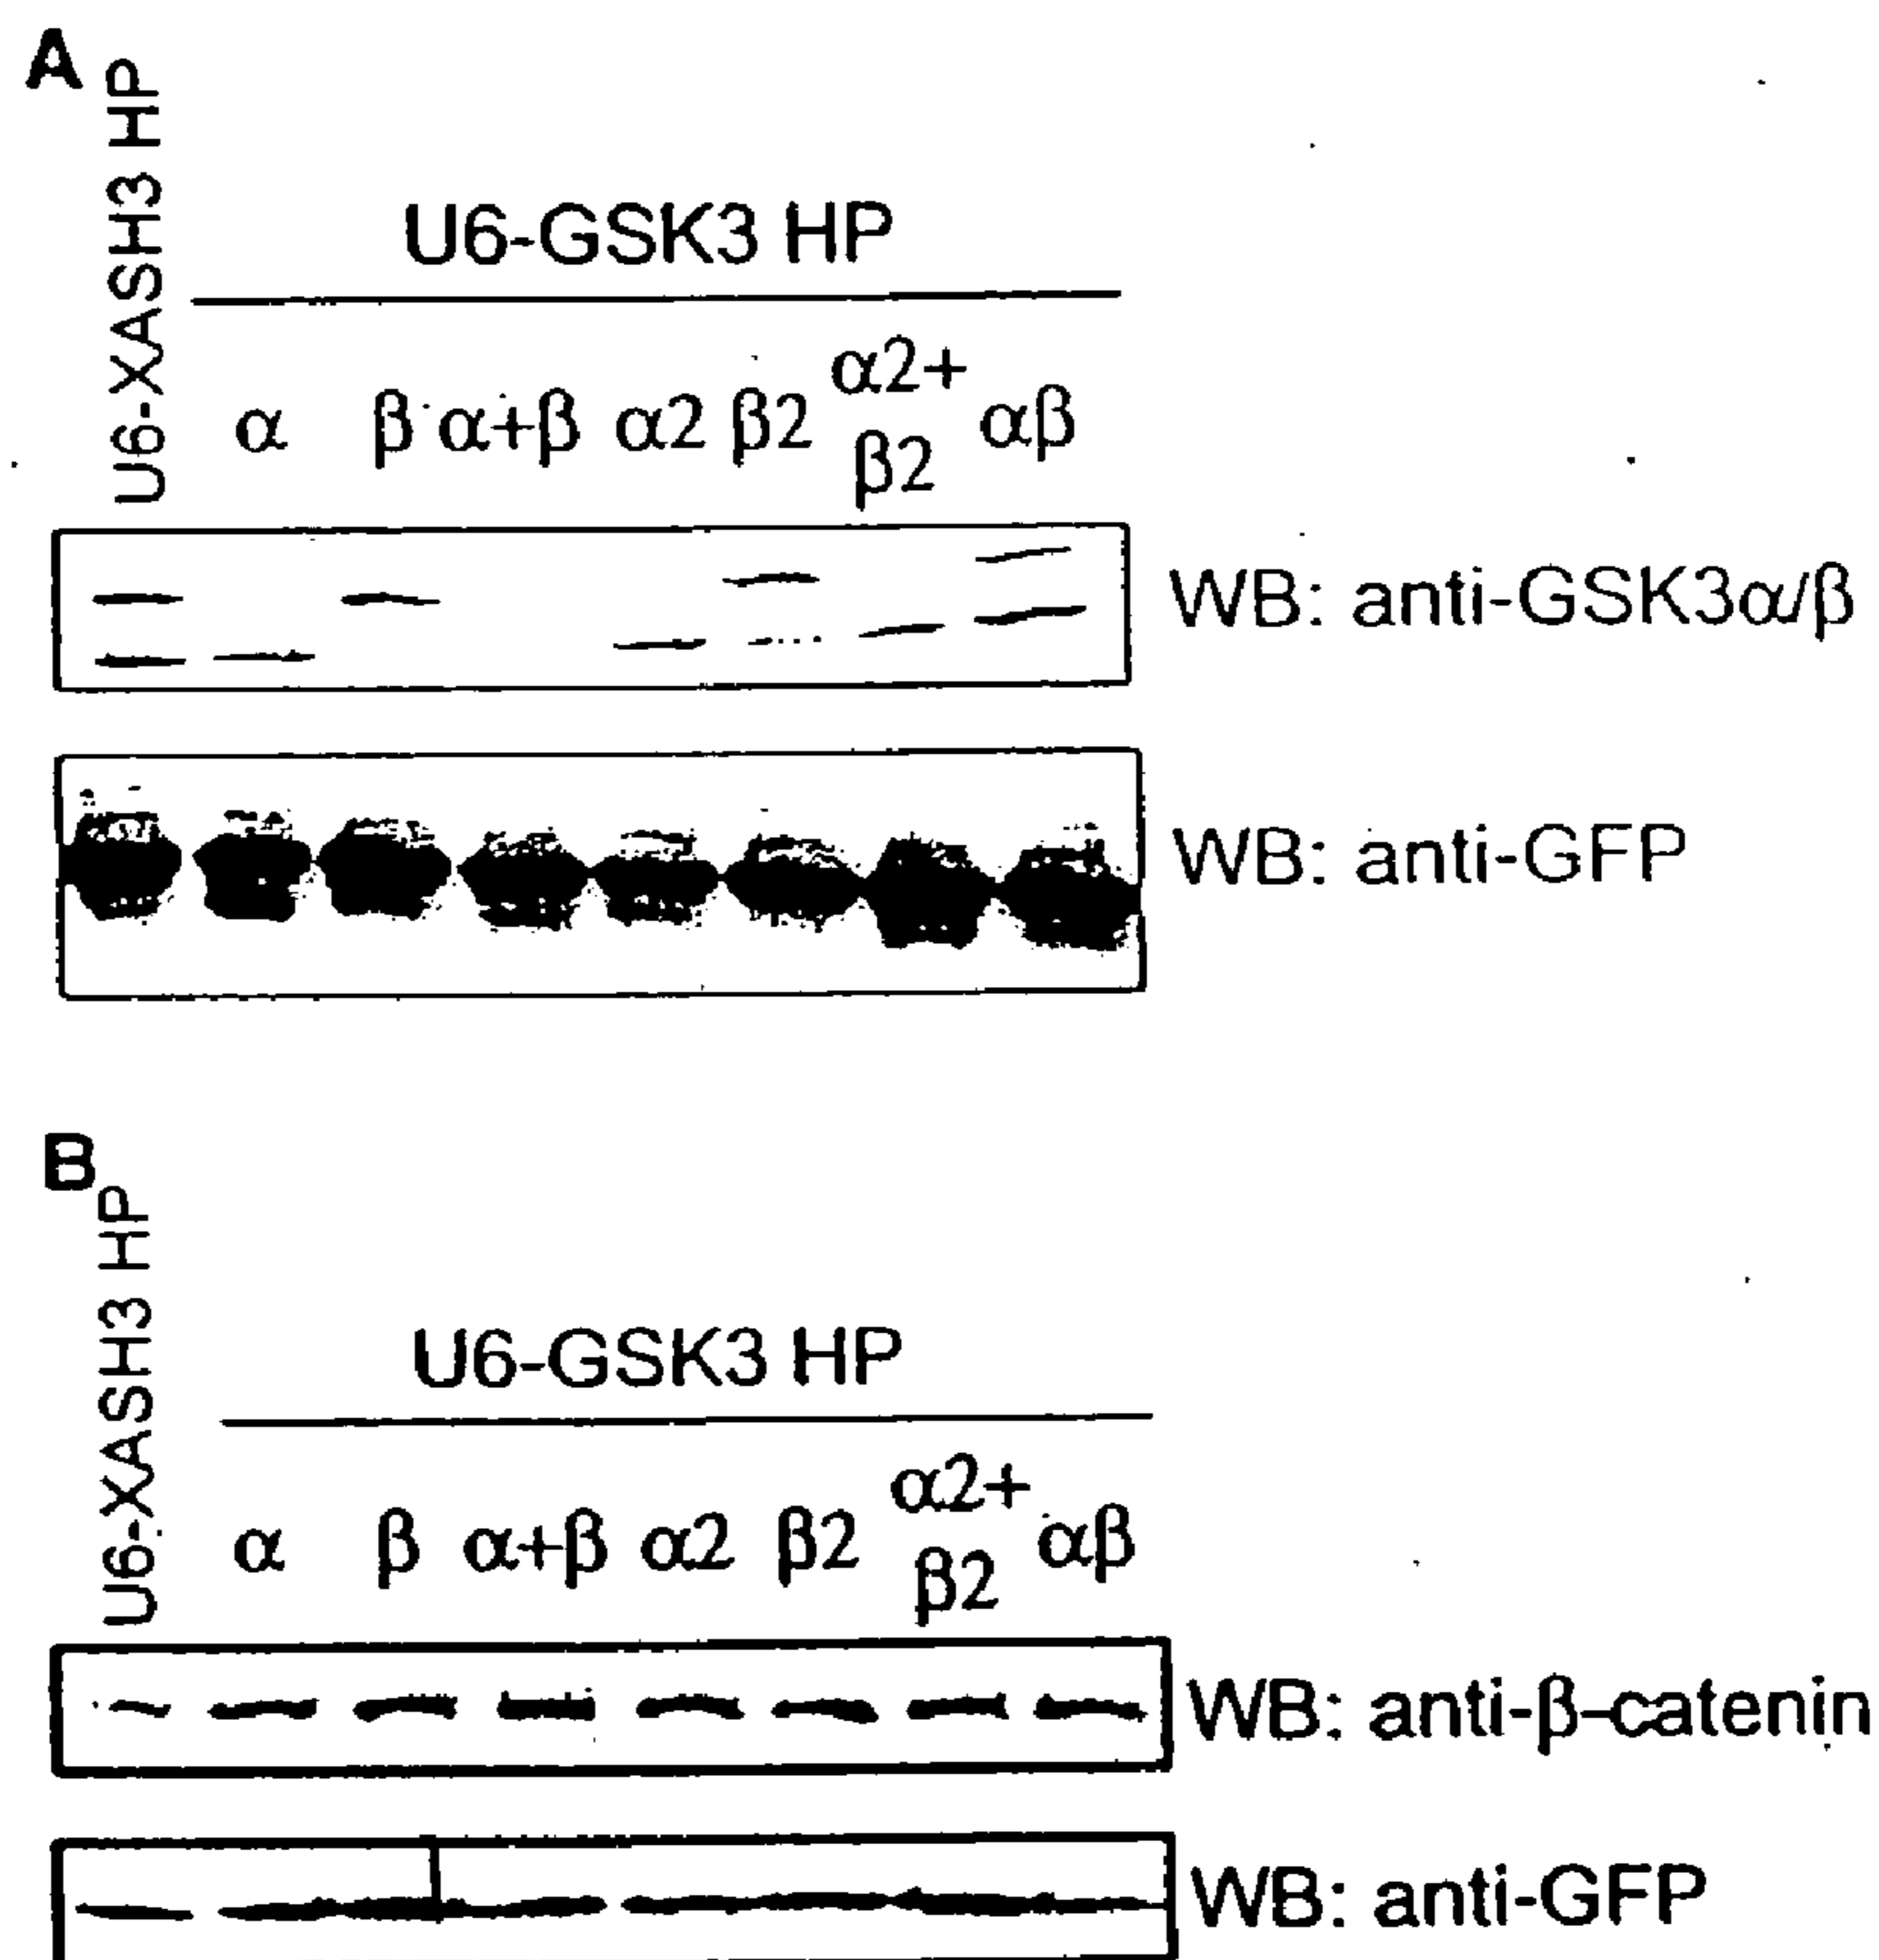 A
U6-XASH3 HP
U6-GSK3 HP
α β α+β α2 β2 α2+ β2 αβ
WB: anti-GSK3α/β
WB: anti-GFP
B
U6-XASH3 HP
U6-GSK3 HP
α β α+β α2 β2 α2+ β2 αβ
WB: anti-β-catenin
WB: anti-GFP